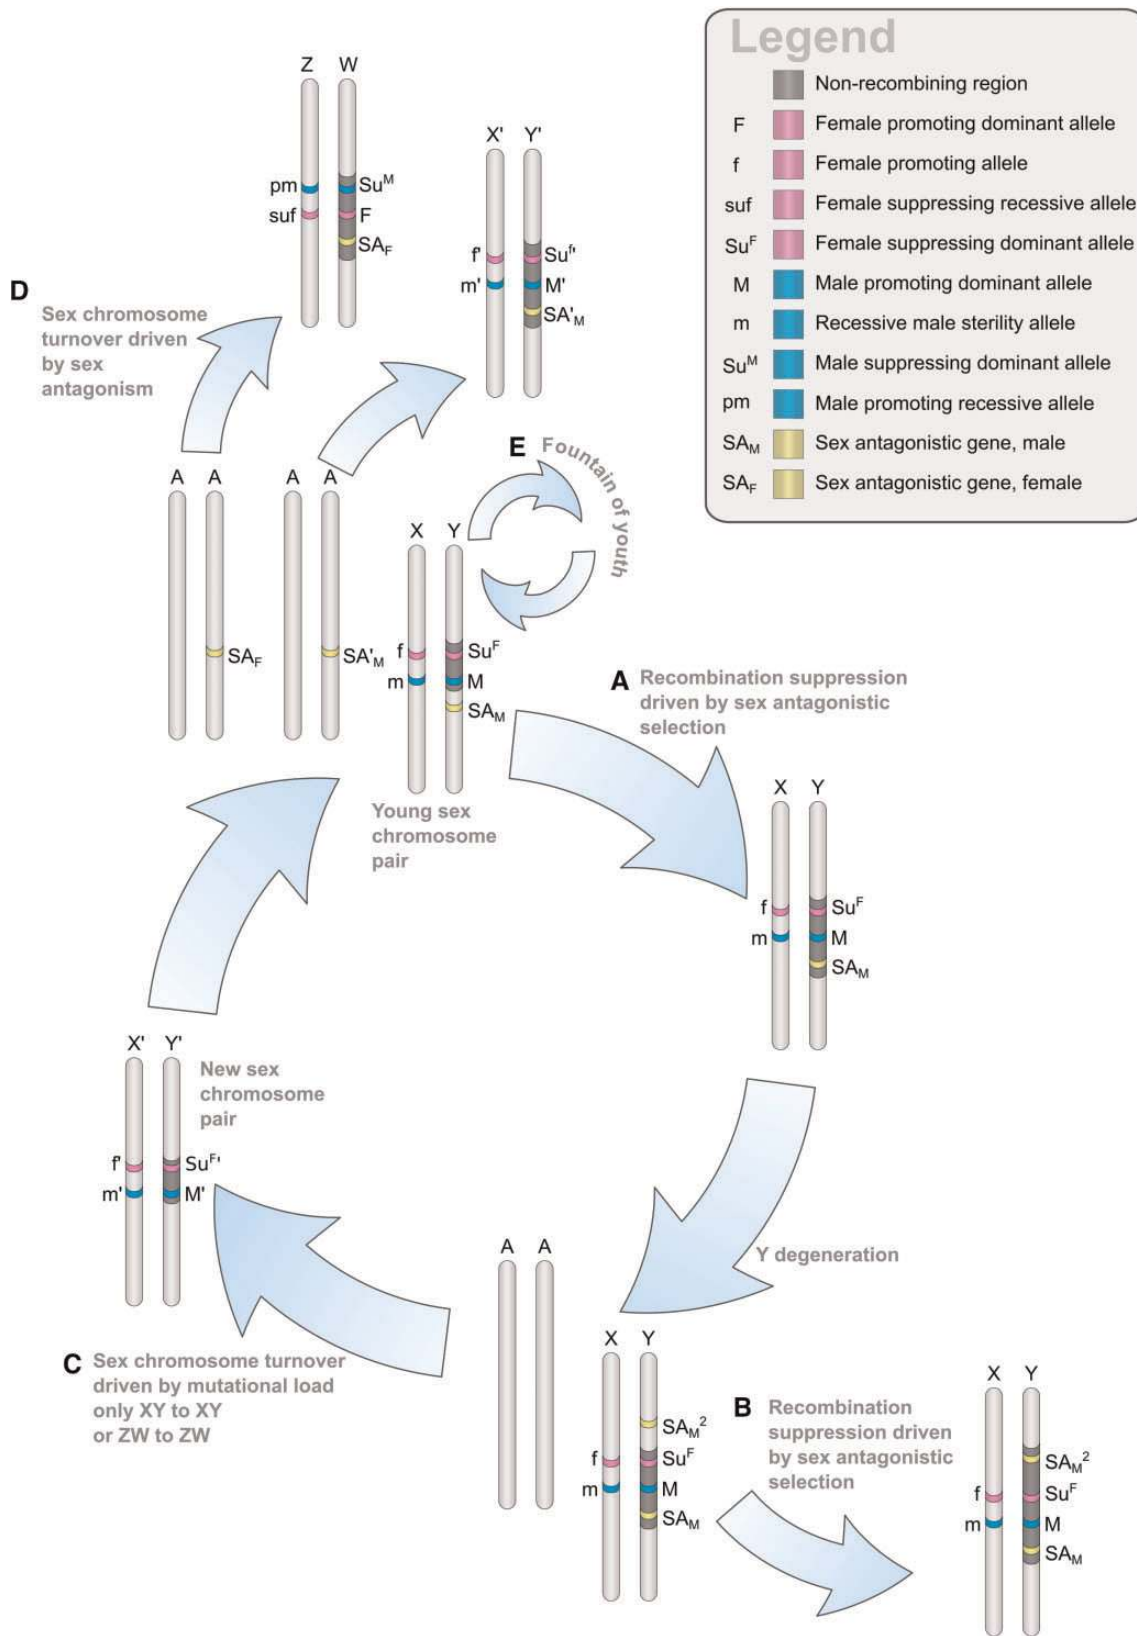 Legend
Non-recombining region
F Female promoting dominant allele
f Female promoting allele
suf Female suppressing recessive allele
Su^F Female suppressing dominant allele
M Male promoting dominant allele
m Recessive male sterility allele
Su^M Male suppressing dominant allele
pm Male promoting recessive allele
SA_M Sex antagonistic gene, male
SA_F Sex antagonistic gene, female
Z W
pm Su^M
suf F
SA_F
X' Y'
f' Su^f'
m' M'
SA'_M
D Sex chromosome
turnover driven
by sex
antagonism
A A
SA_F
A A
SA'_M
E Fountain of youth
X Y
f Su^F
m M
SA_M
Young sex
chromosome
pair
A Recombination suppression
driven by sex antagonistic
selection
X Y
f Su^F
m M
SA_M
Y degeneration
X' Y'
New sex
chromosome
pair
f' Su^F'
m' M'
A A
X Y
SA_M^2
f Su^F
m M
SA_M
C Sex chromosome turnover
driven by mutational load
only XY to XY
or ZW to ZW
B Recombination
suppression driven
by sex antagonistic
selection
X Y
SA_M^2
f Su^F
m M
SA_M